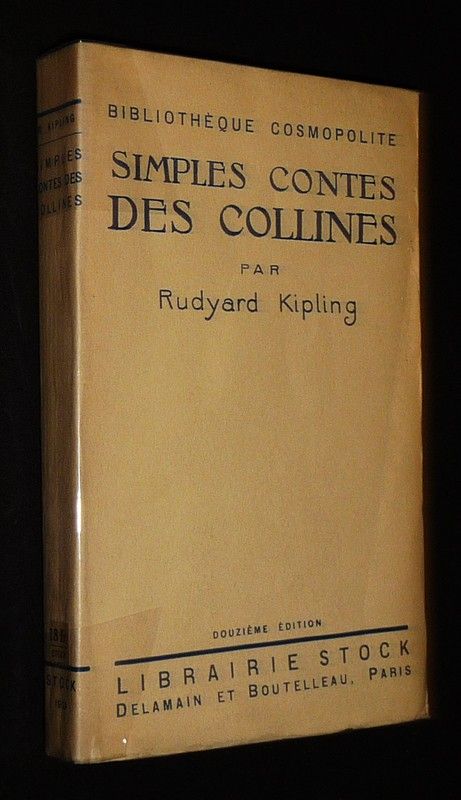 BIBLIOTHÈQUE COSMOPOLITE
SIMPLES CONTES
DES COLLINES
PAR
Rudyard Kipling
DOUZIÈME ÉDITION
LIBRAIRIE STOCK
DELAMAIN ET BOUTELLEAU, PARIS
R. KIPLING
SIMPLES
CONTES DES
COLLINES
STOCK